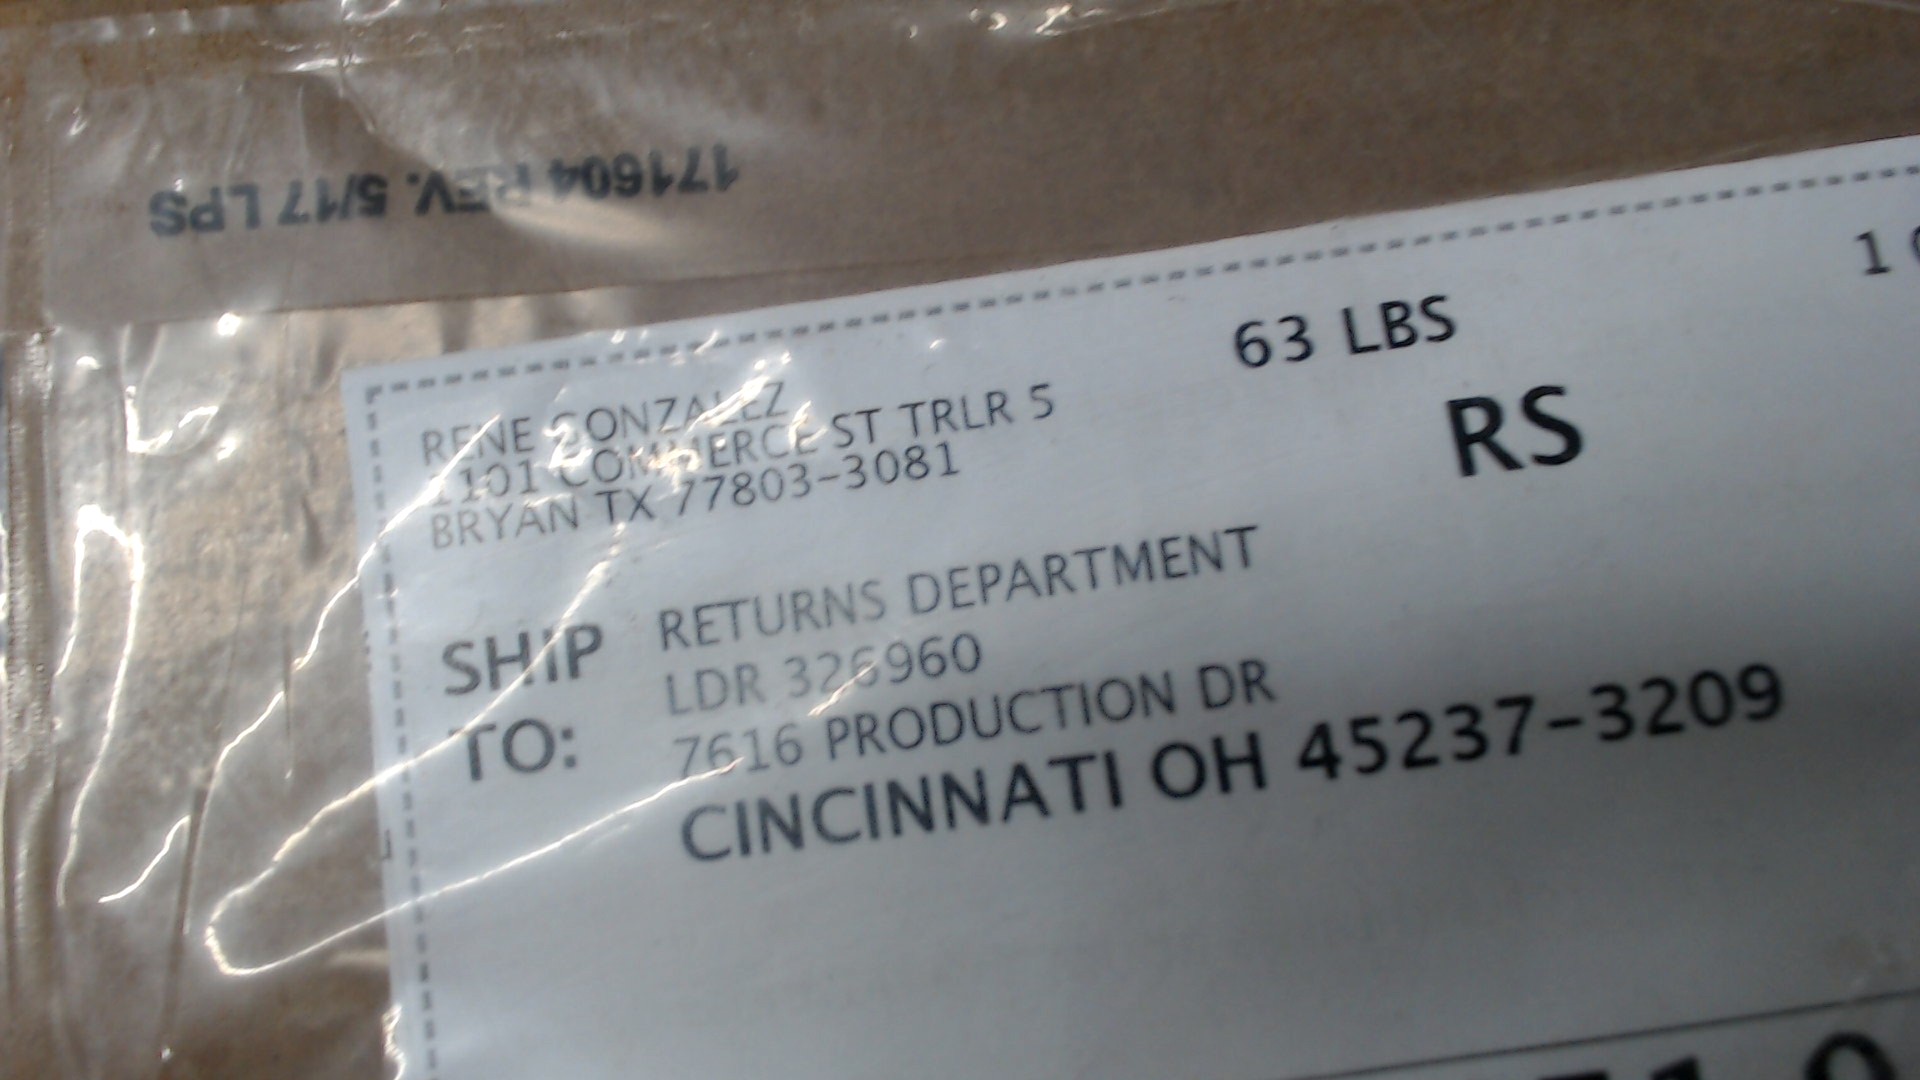 171604 REV. 5/17 LPS
63 LBS
RS
RENE GONZALEZ
1101 COMMERCE ST TRLR 5
BRYAN TX 77803-3081
SHIP TO:
RETURNS DEPARTMENT
LDR 326960
7616 PRODUCTION DR
CINCINNATI OH 45237-3209